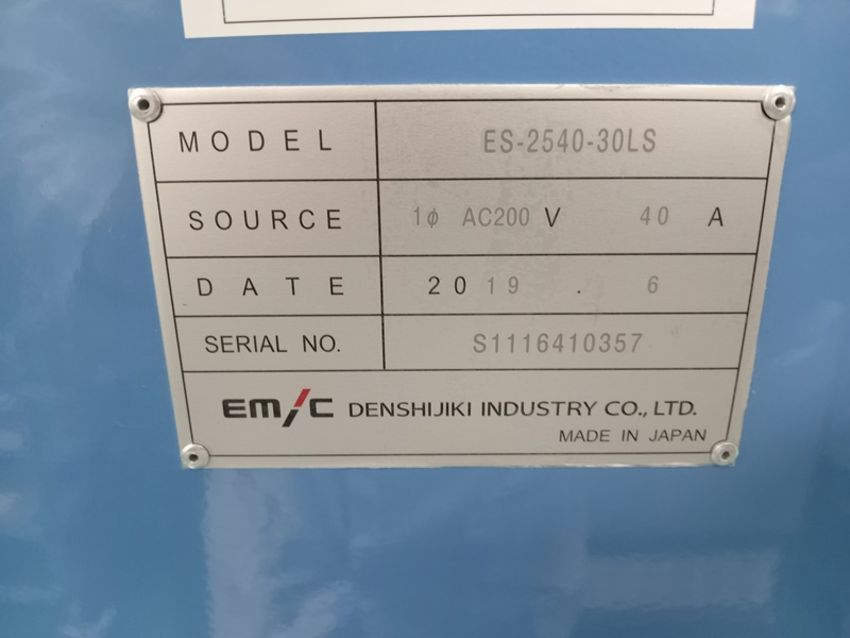 MODEL ES-2540-30LS
SOURCE 1φ AC200 V 40 A
DATE 2019 . 6
SERIAL NO. S1116410357
EMIC DENSHIJIKI INDUSTRY CO., LTD.
MADE IN JAPAN